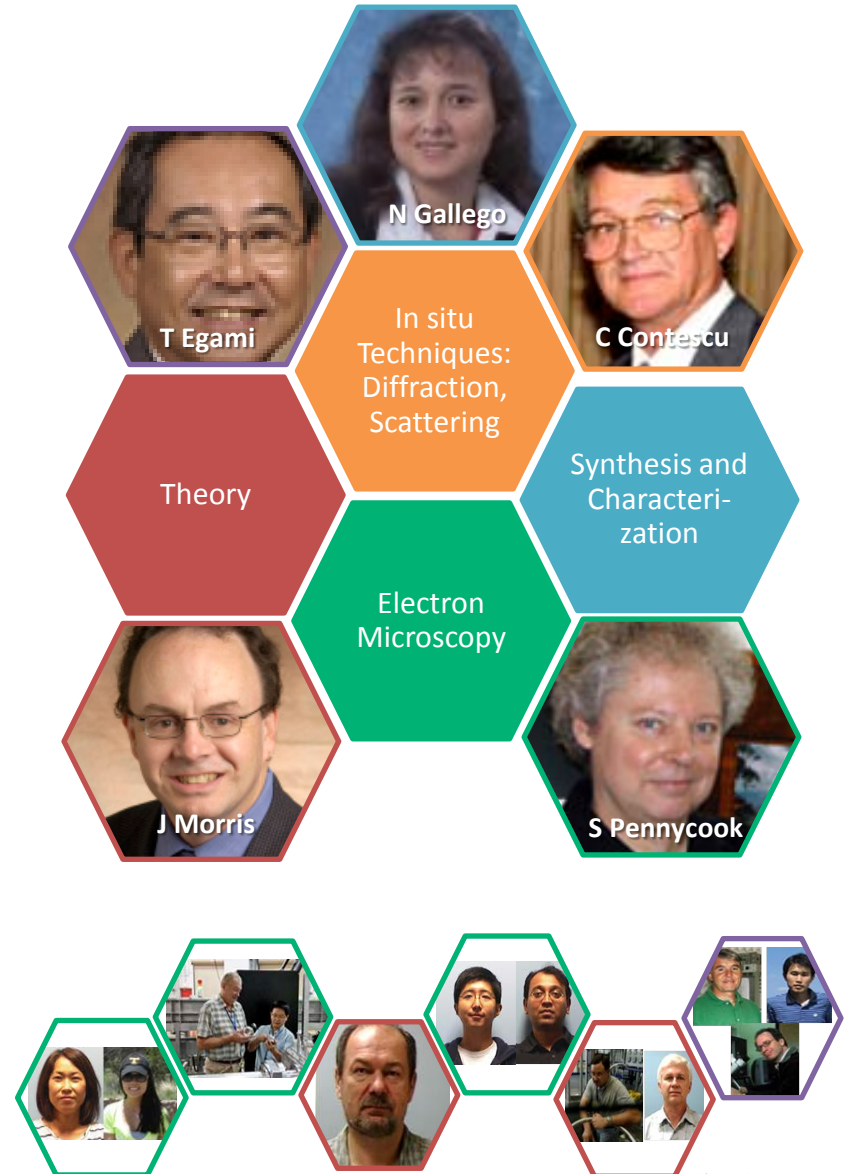 N Gallego
T Egami
C Contescu
In situ
Techniques:
Diffraction,
Scattering
Theory
Synthesis and
Characteri-
zation
Electron
Microscopy
J Morris
S Pennycook